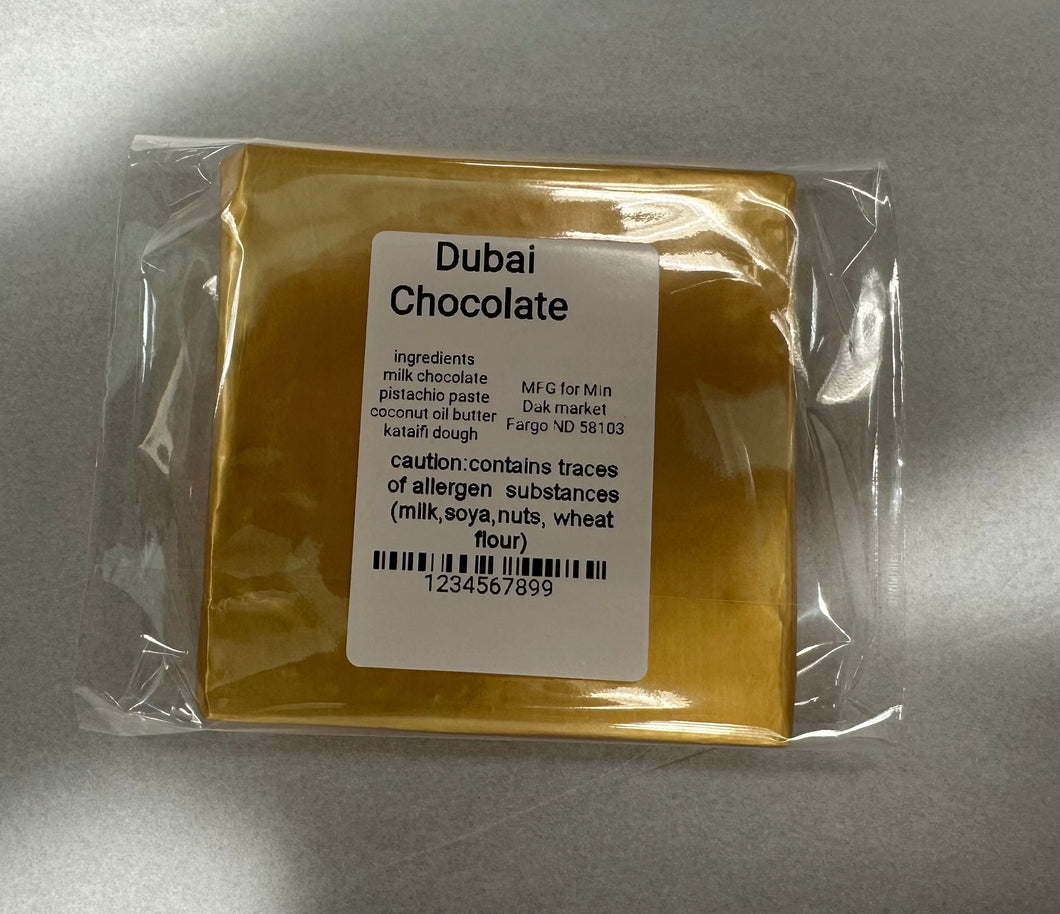 Dubai
Chocolate
ingredients
milk chocolate
pistachio paste
coconut oil butter
kataifi dough
MFG for Min
Dak market
Fargo ND 58103
caution:contains traces
of allergen substances
(milk,soya,nuts, wheat
flour)
1234567899